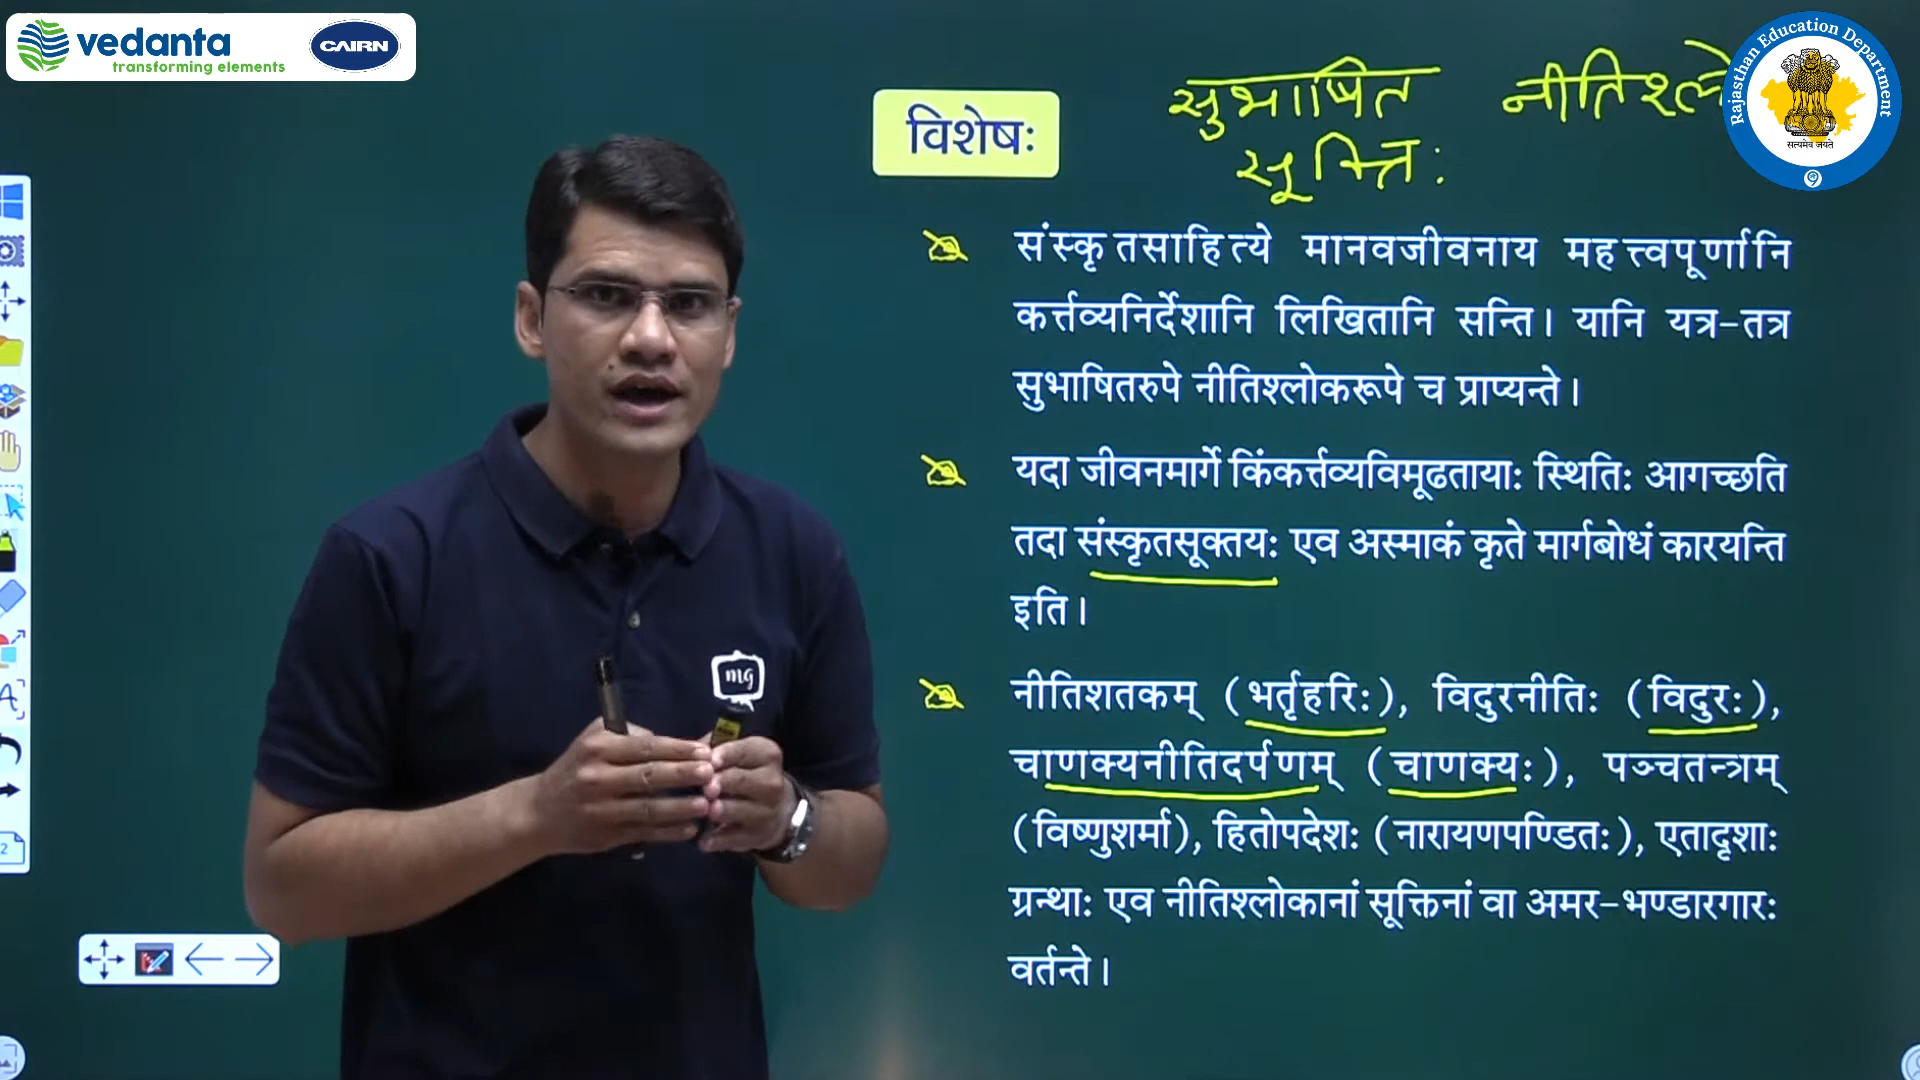 vedanta
transforming elements
CAIRN
Rajasthan Education Department
सत्यमेव जयते
सुभाषित
सूक्ति:
विशेषः
संस्कृतसाहित्ये मानवजीवनाय महत्त्वपूर्णानि
कर्त्तव्यनिर्देशानि लिखितानि सन्ति। यानि यत्र-तत्र
सुभाषितरुपे नीतिश्लोकरूपे च प्राप्यन्ते।
यदा जीवनमार्गे किंकर्त्तव्यविमूढतायाः स्थितिः आगच्छति
तदा संस्कृतसूक्तयः एव अस्माकं कृते मार्गबोधं कारयन्ति
इति।
नीतिशतकम् (भर्तृहरिः), विदुरनीतिः (विदुरः),
चाणक्यनीतिदर्पणम् (चाणक्यः), पञ्चतन्त्रम्
(विष्णुशर्मा), हितोपदेशः (नारायणपण्डितः), एतादृशाः
ग्रन्थाः एव नीतिश्लोकानां सूक्तिनां वा अमर-भण्डारगारः
वर्तन्ते।
mg
2